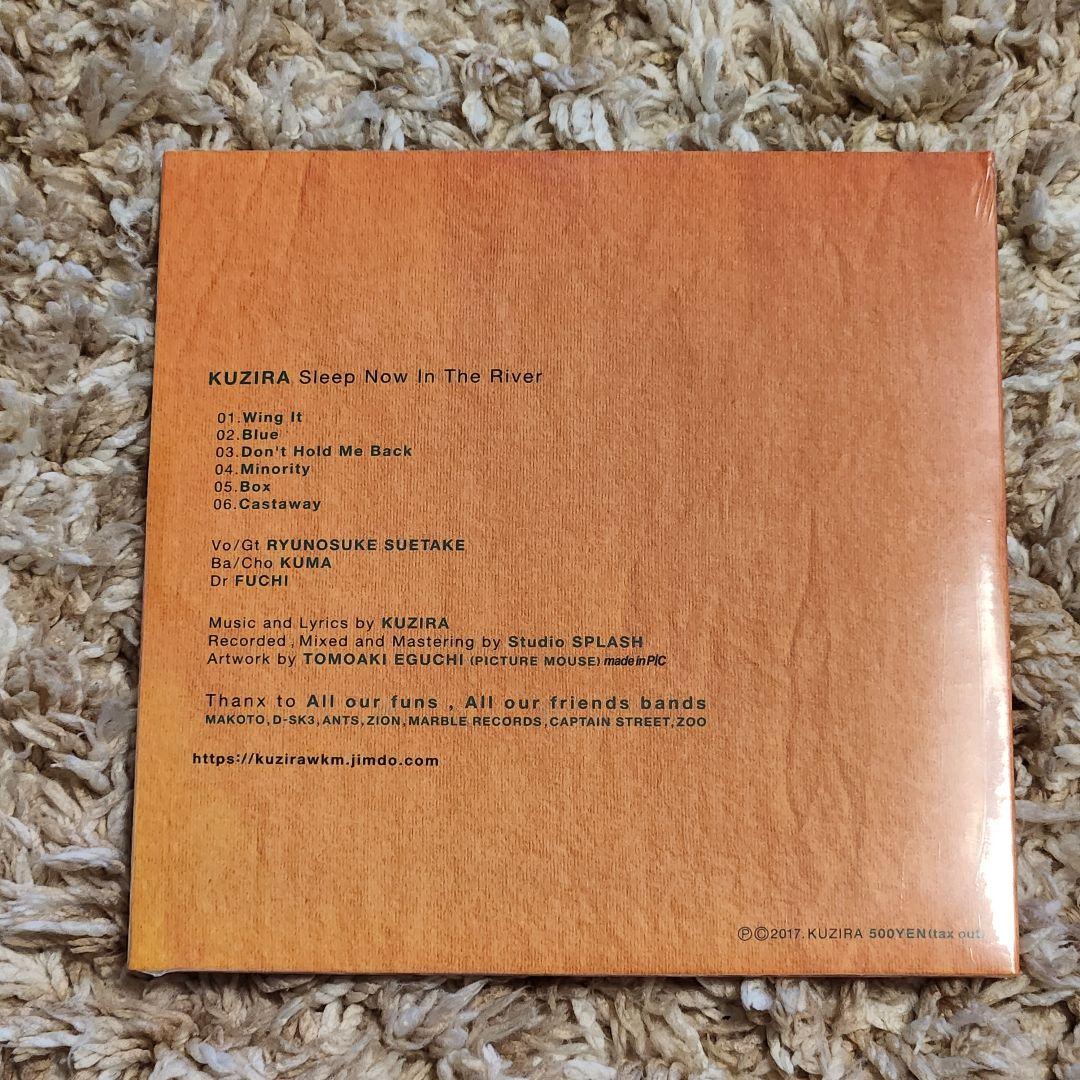 KUZIRA Sleep Now In The River
01.Wing It
02.Blue
03.Don't Hold Me Back
04.Minority
05.Box
06.Castaway
Vo/Gt RYUNOSUKE SUETAKE
Ba/Cho KUMA
Dr FUCHI
Music and Lyrics by KUZIRA
Recorded,Mixed and Mastering by Studio SPLASH
Artwork by TOMOAKI EGUCHI (PICTURE MOUSE) made in P!C
Thanx to All our funs , All our friends bands
MAKOTO,D-SK3,ANTS,ZION,MARBLE RECORDS,CAPTAIN STREET,ZOO
https://kuzirawkm.jimdo.com
℗©2017. KUZIRA 500YEN(tax out)